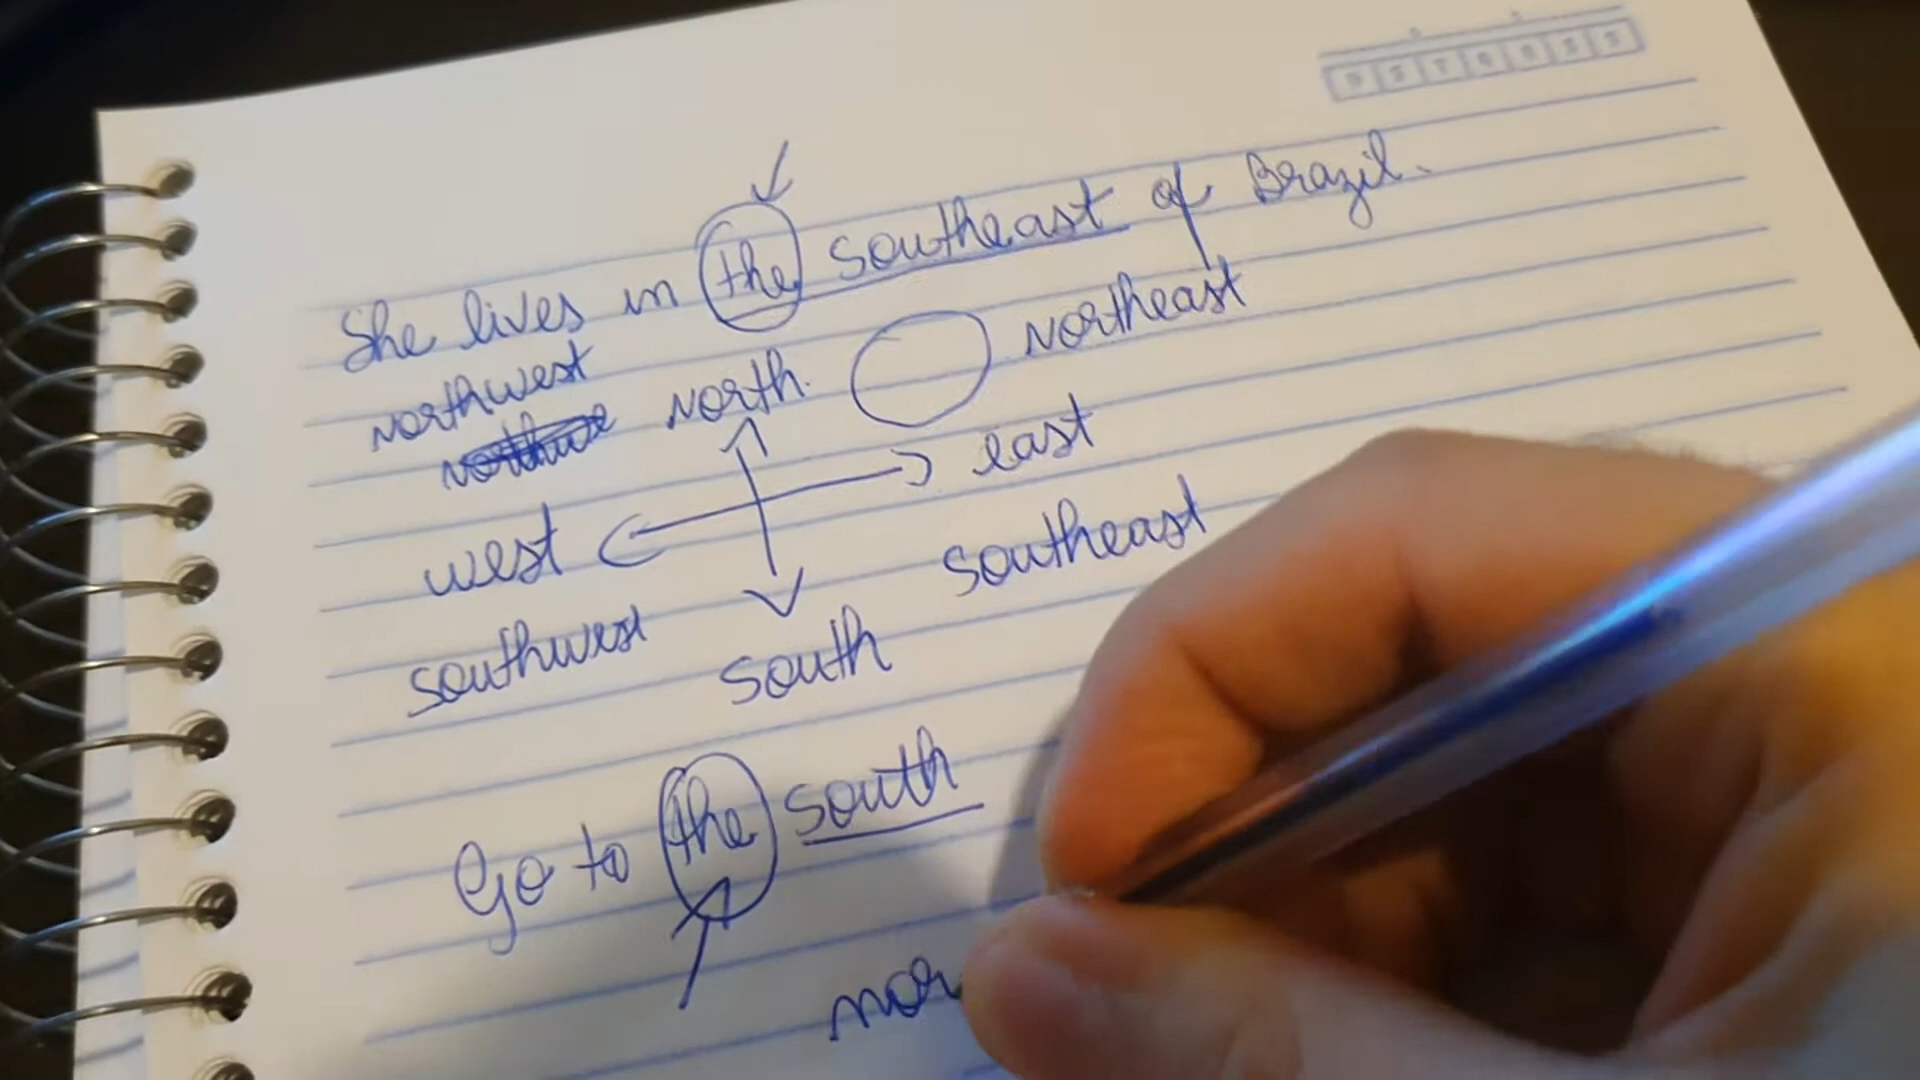 She lives in the southeast of Brazil.
Northwest North. Northeast
west east
southwest south southeast
Go to the south
nor